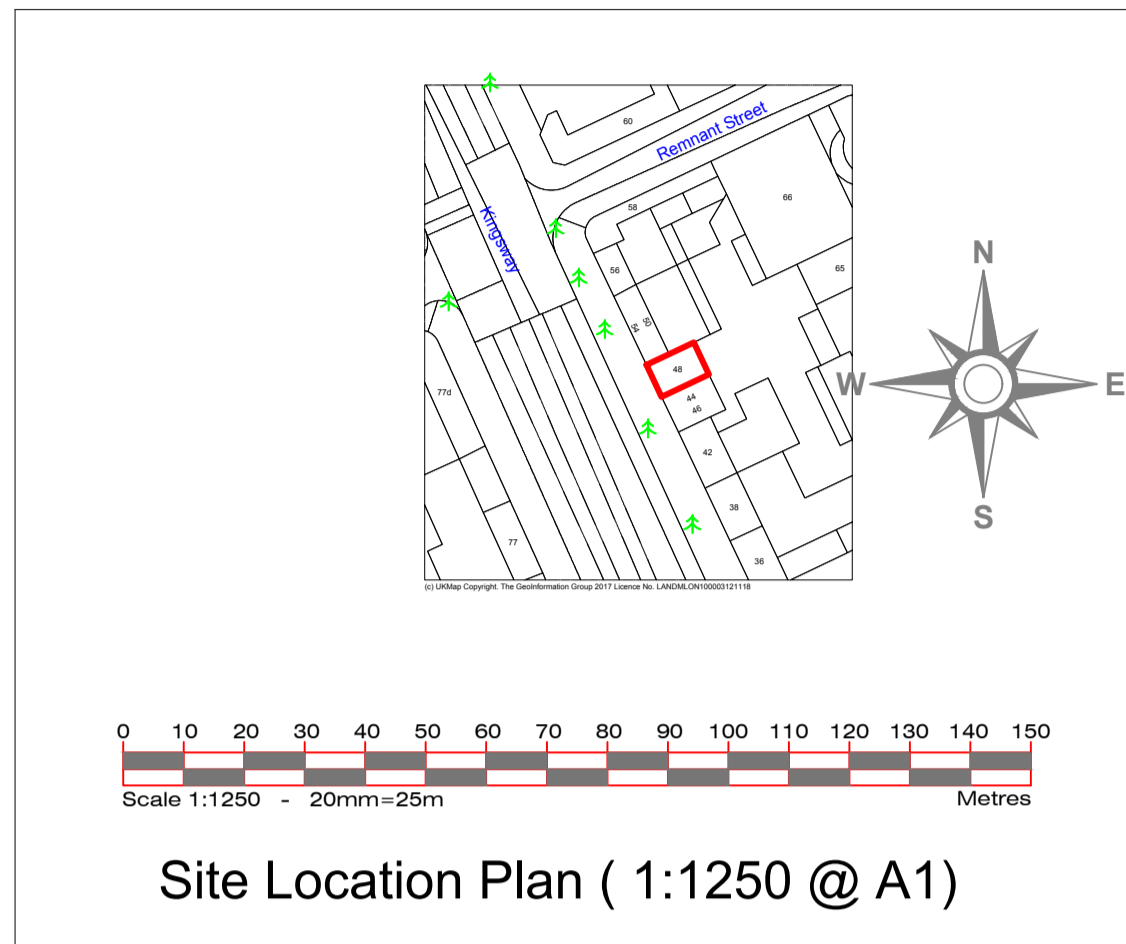 60
Remnant Street
66
58
Kingsway
56
65
54
50
48
77d
44
46
42
38
77
36
(c) UKMap Copyright. The GeoInformation Group 2017 Licence No. LANDMLON100003121118
N
W
E
S
0 10 20 30 40 50 60 70 80 90 100 110 120 130 140 150
Scale 1:1250 - 20mm=25m
Metres
Site Location Plan ( 1:1250 @ A1)